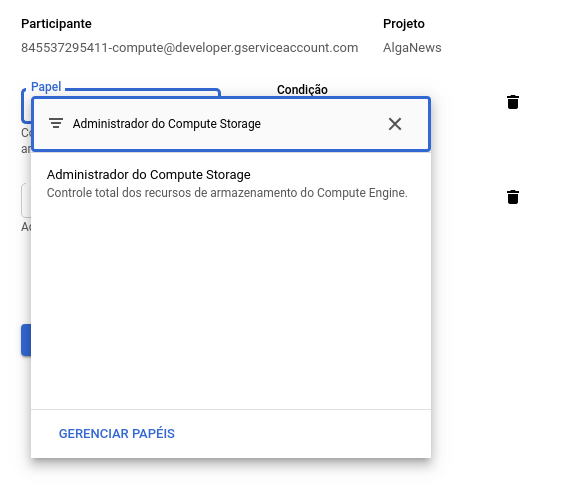 Participante
Projeto
845537295411-compute@developer.gserviceaccount.com
AlgaNews
Papel
Condição
Administrador do Compute Storage
Administrador do Compute Storage
Controle total dos recursos de armazenamento do Compute Engine.
GERENCIAR PAPÉIS